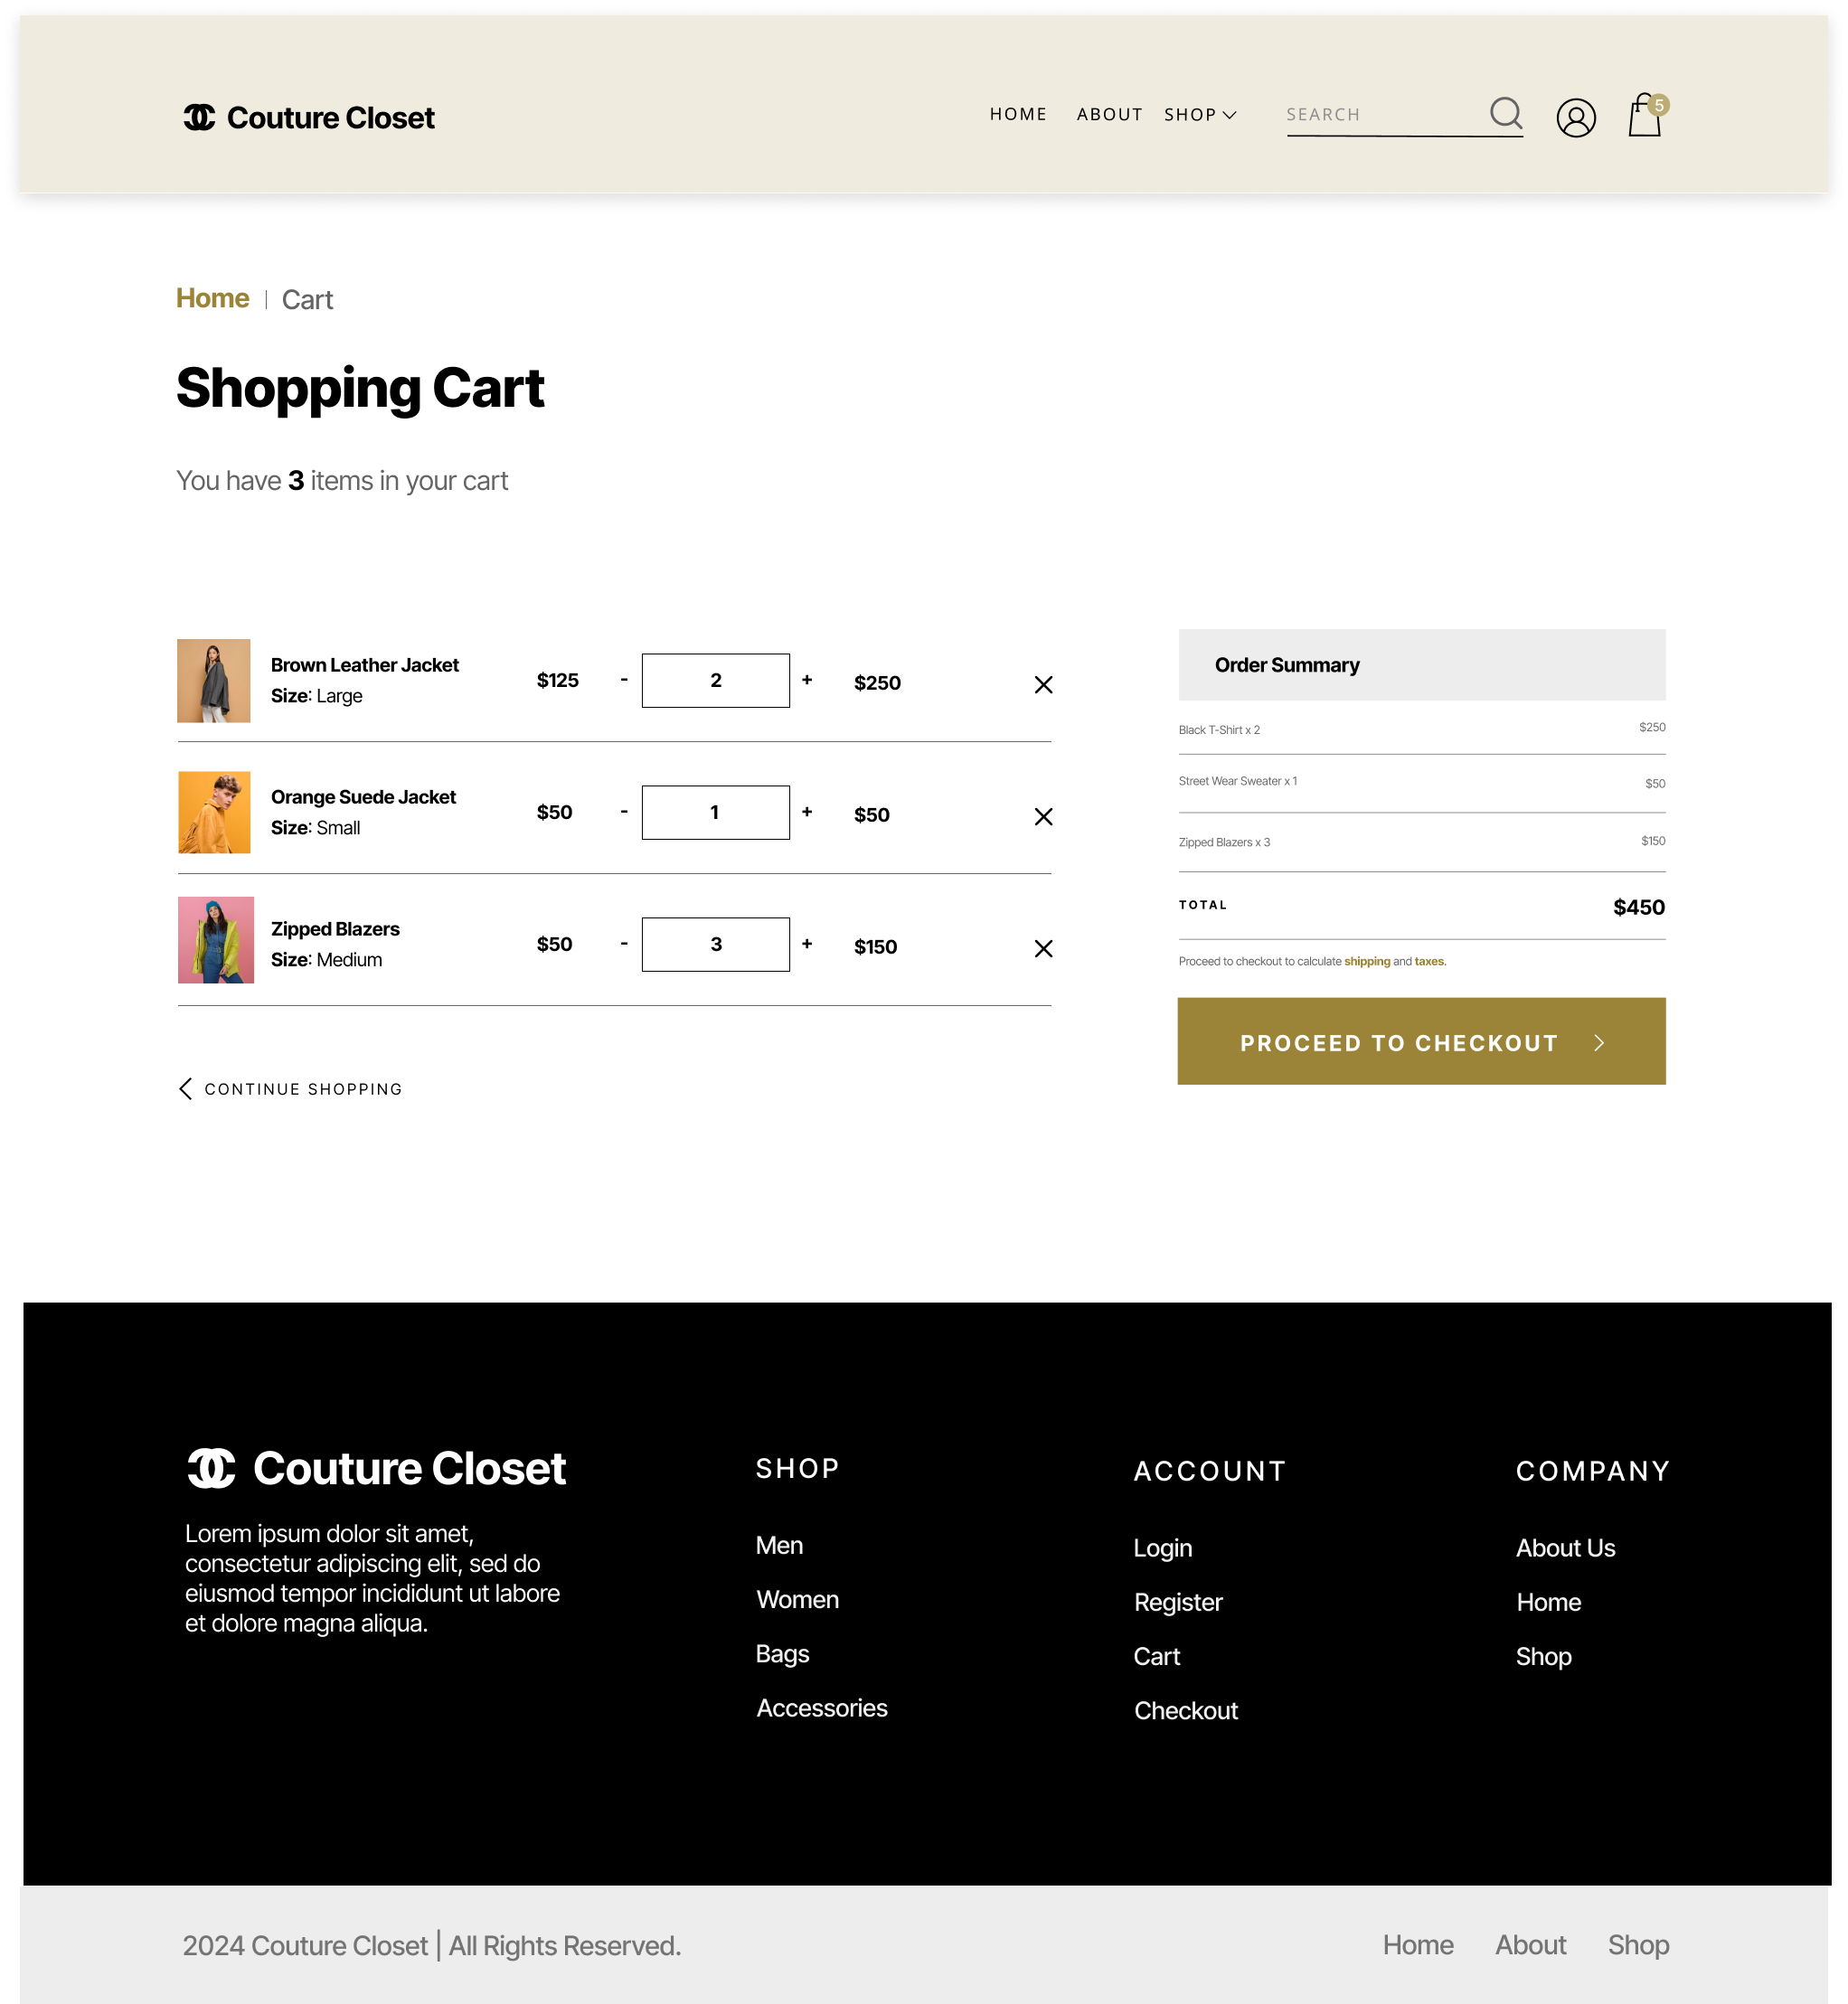 Couture Closet
HOME ABOUT SHOP SEARCH 5
Home | Cart
Shopping Cart
You have 3 items in your cart
Brown Leather Jacket
Size: Large
$125 - 2 + $250
Orange Suede Jacket
Size: Small
$50 - 1 + $50
Zipped Blazers
Size: Medium
$50 - 3 + $150
CONTINUE SHOPPING
Order Summary
Black T-Shirt x 2 $250
Street Wear Sweater x 1 $50
Zipped Blazers x 3 $150
TOTAL $450
Proceed to checkout to calculate shipping and taxes.
PROCEED TO CHECKOUT
Couture Closet
Lorem ipsum dolor sit amet,
consectetur adipiscing elit, sed do
eiusmod tempor incididunt ut labore
et dolore magna aliqua.
SHOP
Men
Women
Bags
Accessories
ACCOUNT
Login
Register
Cart
Checkout
COMPANY
About Us
Home
Shop
2024 Couture Closet | All Rights Reserved.
Home About Shop